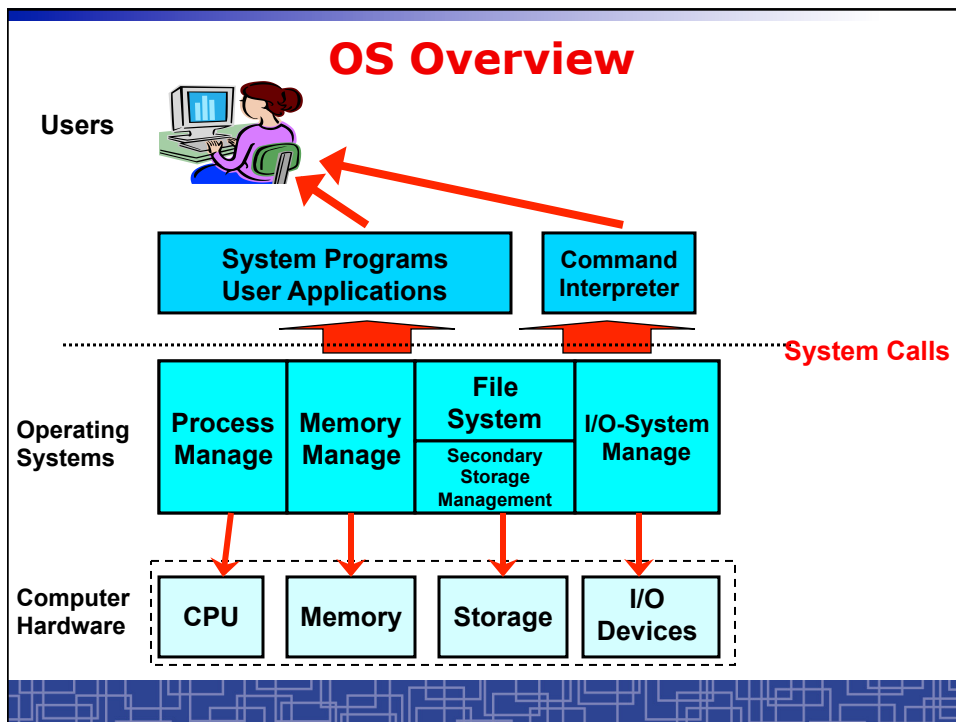 OS Overview
Users
System Programs
User Applications
Command
Interpreter
System Calls
Operating
Systems
Process
Manage
Memory
Manage
File
System
Secondary
Storage
Management
I/O-System
Manage
Computer
Hardware
CPU
Memory
Storage
I/O
Devices